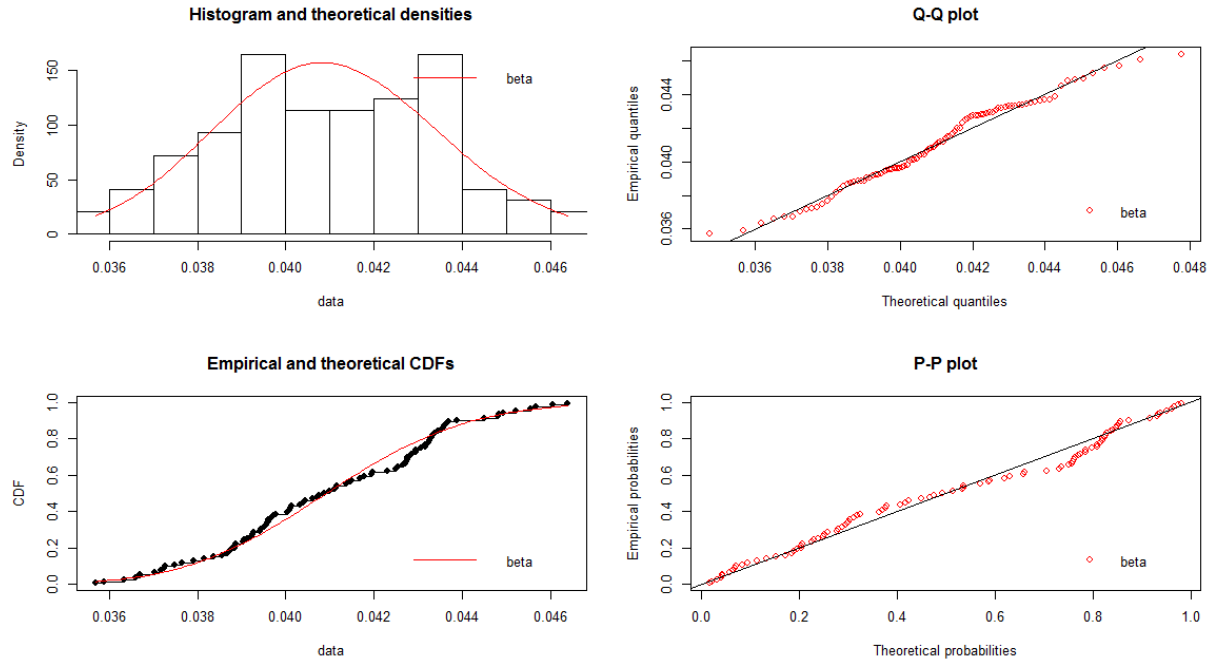 Histogram and theoretical densities
Density
0
50
100
150
beta
0.036 0.038 0.040 0.042 0.044 0.046
data
Q-Q plot
Empirical quantiles
0.036 0.040 0.044
beta
0.036 0.038 0.040 0.042 0.044 0.046 0.048
Theoretical quantiles
Empirical and theoretical CDFs
CDF
0.0 0.2 0.4 0.6 0.8 1.0
beta
0.036 0.038 0.040 0.042 0.044 0.046
data
P-P plot
Empirical probabilities
0.0 0.2 0.4 0.6 0.8 1.0
beta
0.0 0.2 0.4 0.6 0.8 1.0
Theoretical probabilities